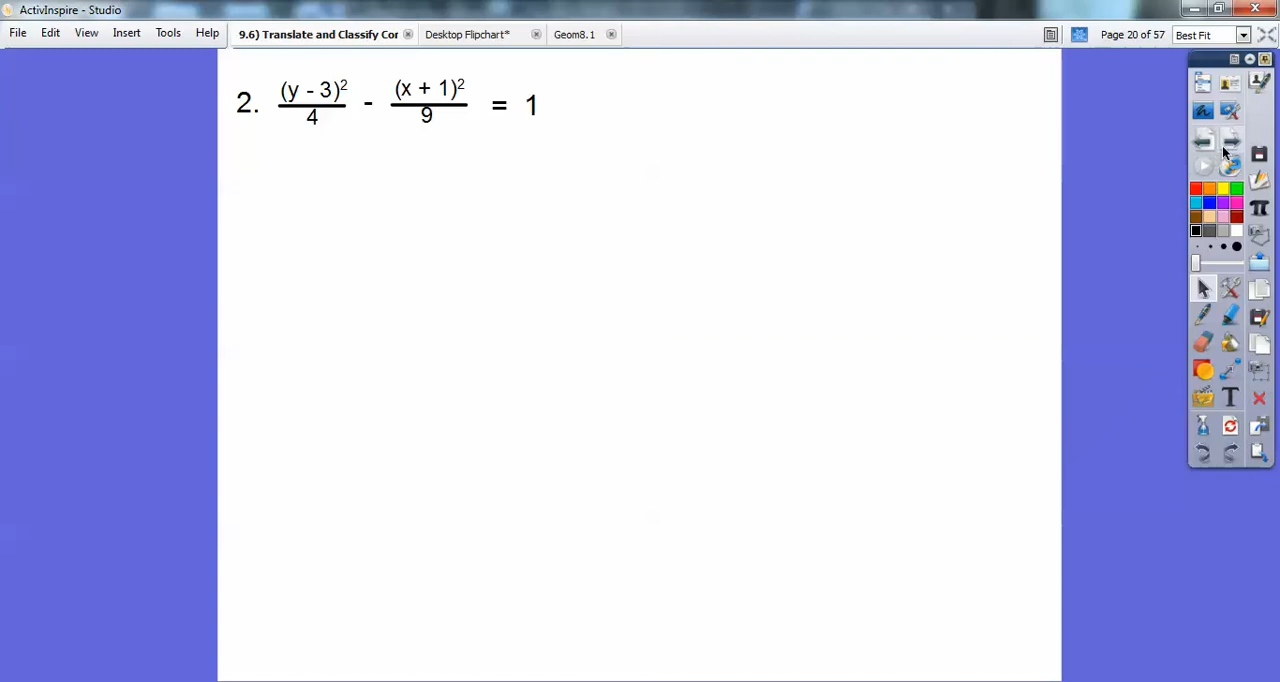 ActivInspire - Studio
File Edit View Insert Tools Help
9.6) Translate and Classify Cor
Desktop Flipchart*
Geom8.1
Page 20 of 57
Best Fit
2. (y - 3)²/4 - (x + 1)²/9 = 1